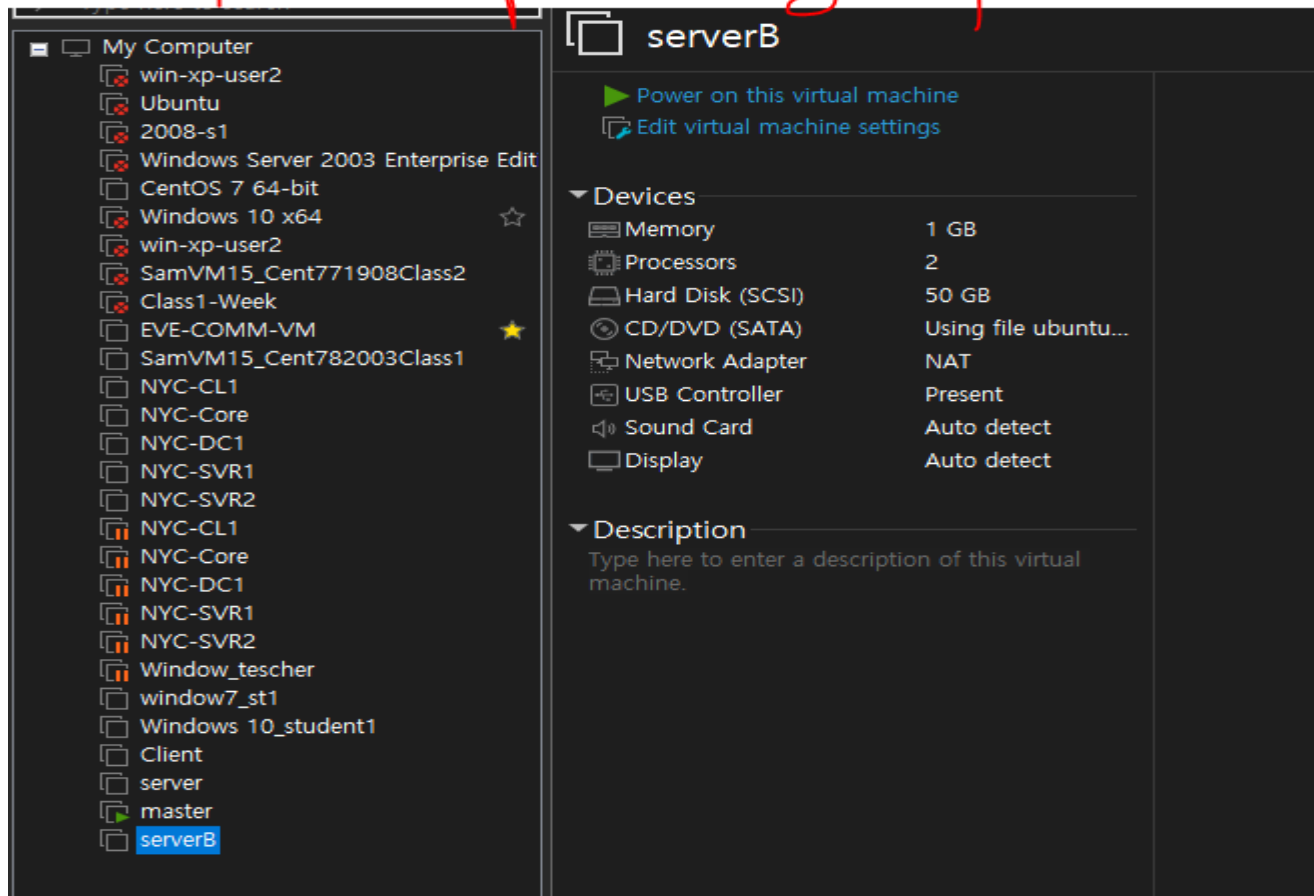 Type here to search
My Computer
win-xp-user2
Ubuntu
2008-s1
Windows Server 2003 Enterprise Edit
CentOS 7 64-bit
Windows 10 x64
win-xp-user2
SamVM15_Cent771908Class2
Class1-Week
EVE-COMM-VM
SamVM15_Cent782003Class1
NYC-CL1
NYC-Core
NYC-DC1
NYC-SVR1
NYC-SVR2
NYC-CL1
NYC-Core
NYC-DC1
NYC-SVR1
NYC-SVR2
Window_tescher
window7_st1
Windows 10_student1
Client
server
master
serverB
serverB
Power on this virtual machine
Edit virtual machine settings
Devices
Memory 1 GB
Processors 2
Hard Disk (SCSI) 50 GB
CD/DVD (SATA) Using file ubuntu...
Network Adapter NAT
USB Controller Present
Sound Card Auto detect
Display Auto detect
Description
Type here to enter a description of this virtual
machine.